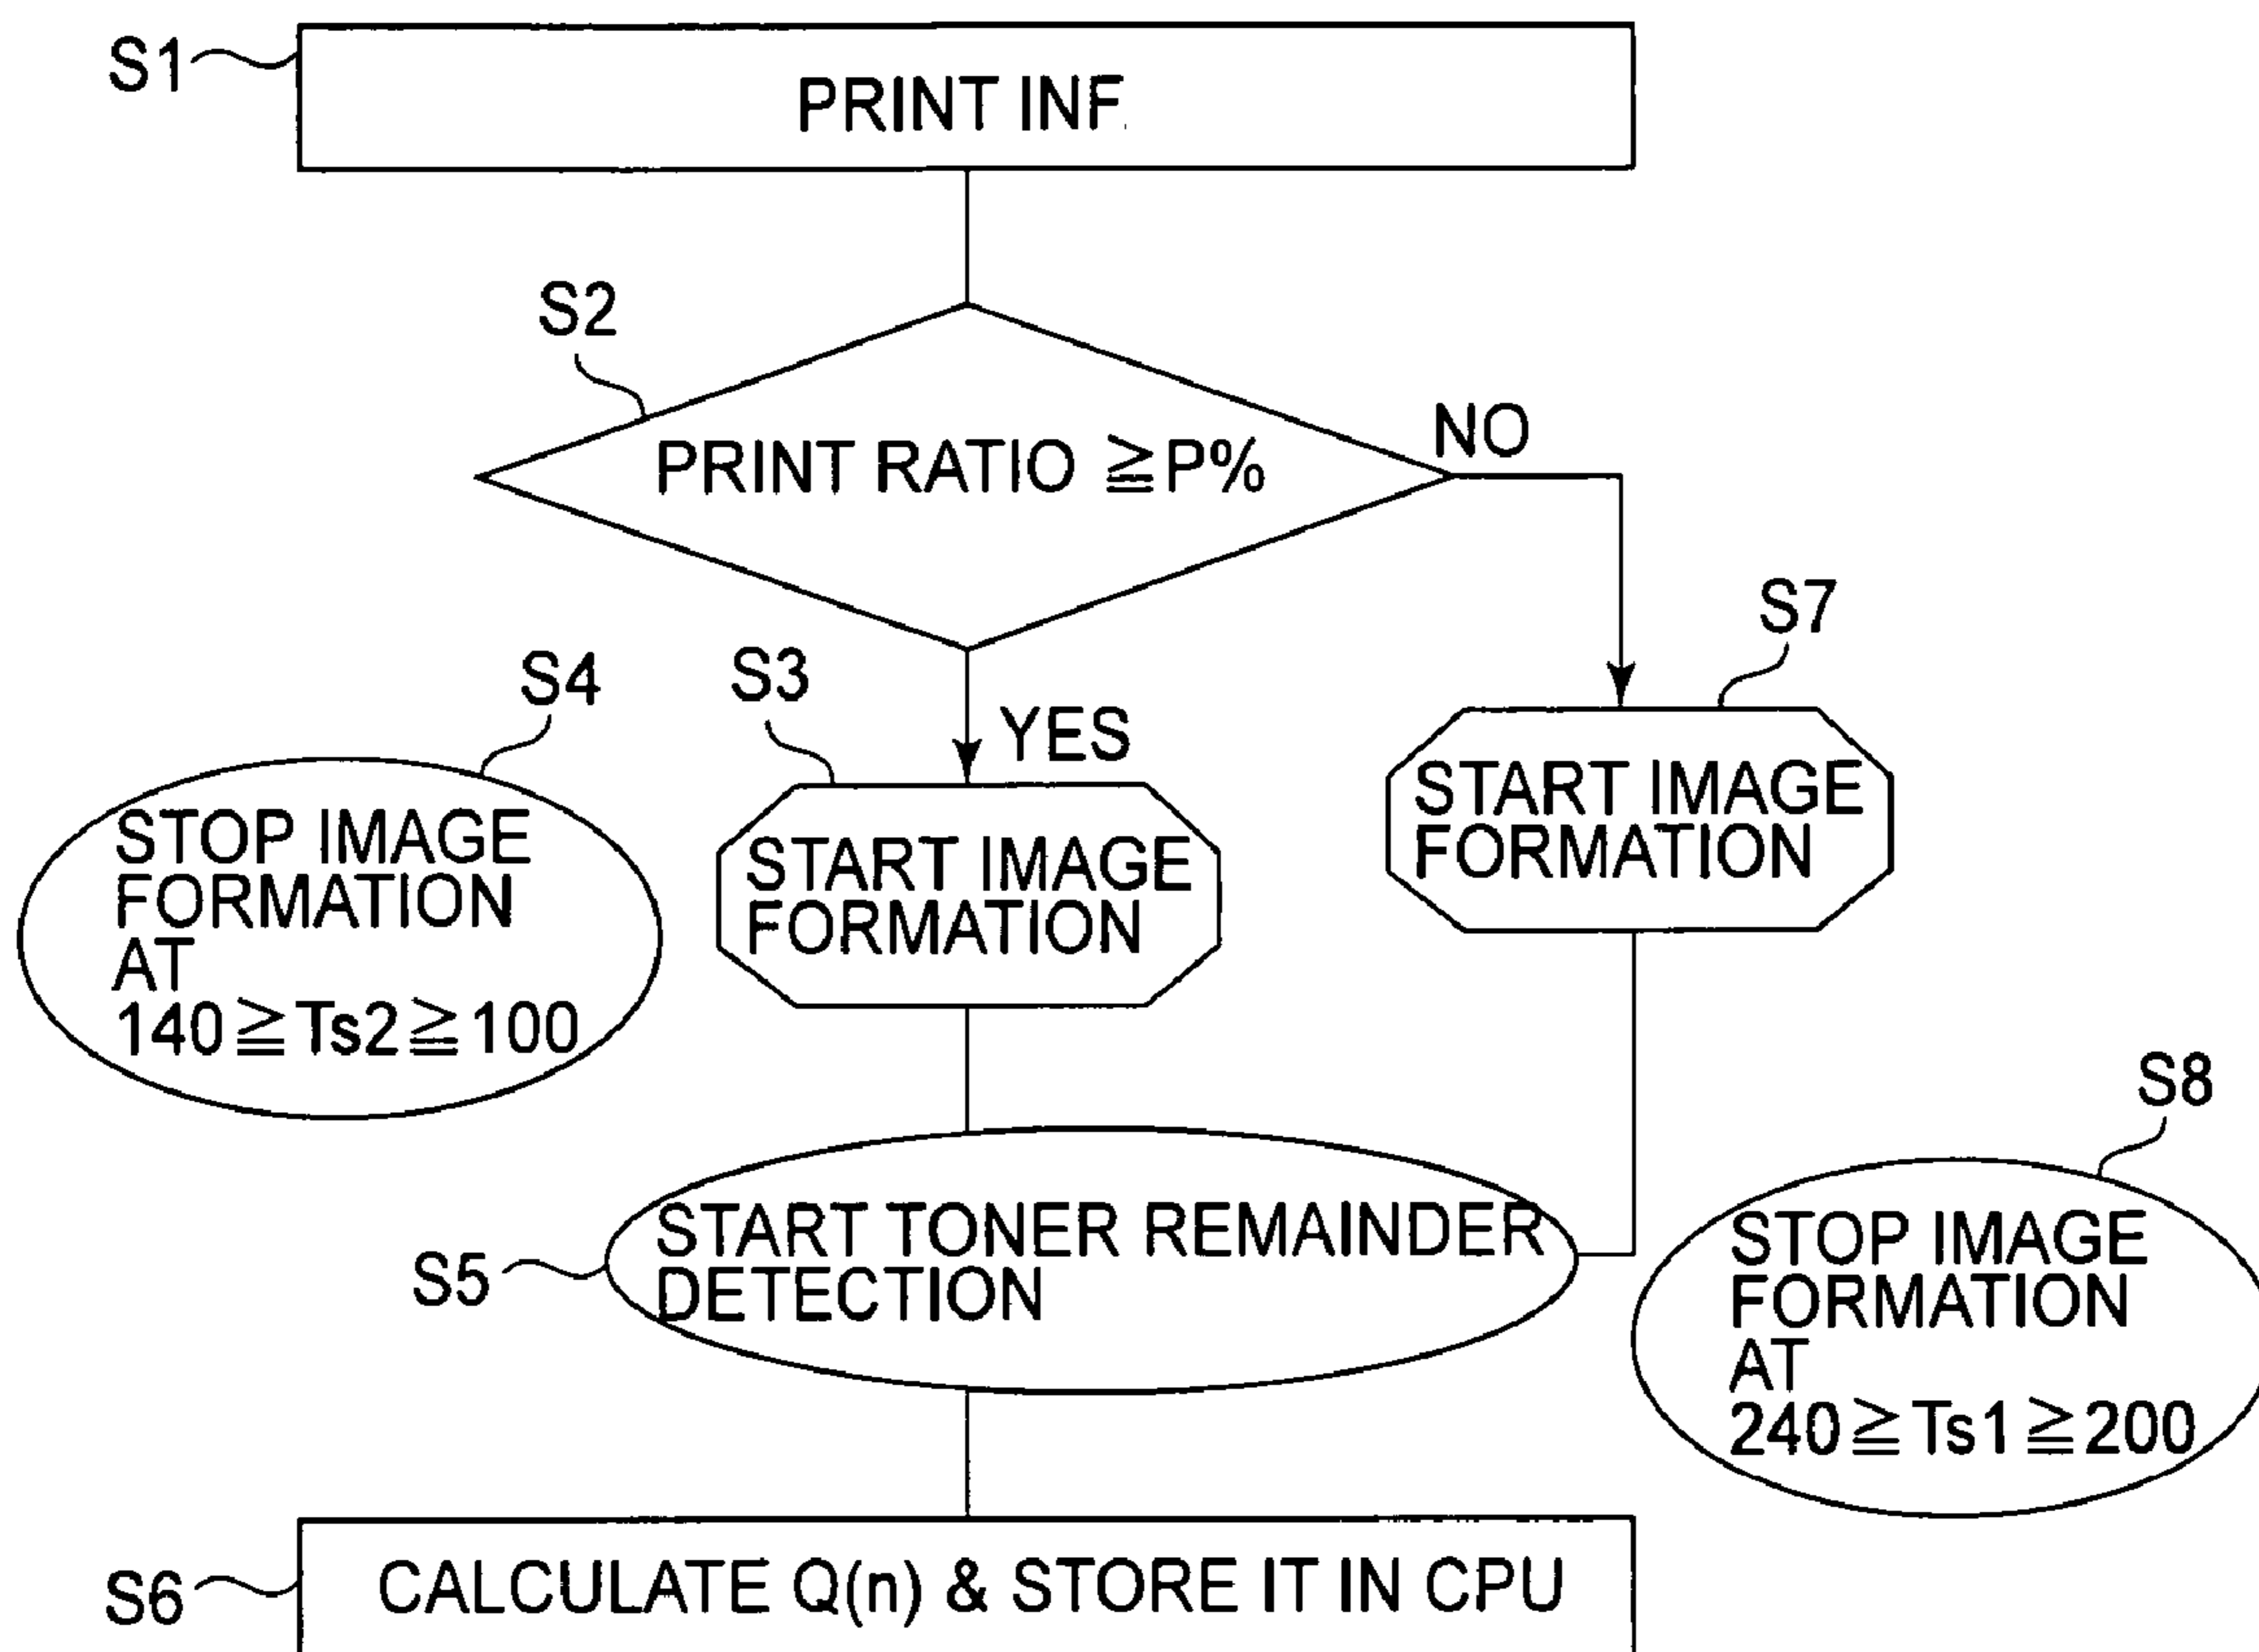 S1
PRINT INF.
S2
PRINT RATIO ≧P%
NO
S7
S4
S3
YES
START IMAGE
FORMATION
STOP IMAGE
FORMATION
AT
140≧Ts2≧100
START IMAGE
FORMATION
S8
S5
START TONER REMAINDER
DETECTION
STOP IMAGE
FORMATION
AT
240≧Ts1≧200
S6
CALCULATE Q(n) & STORE IT IN CPU